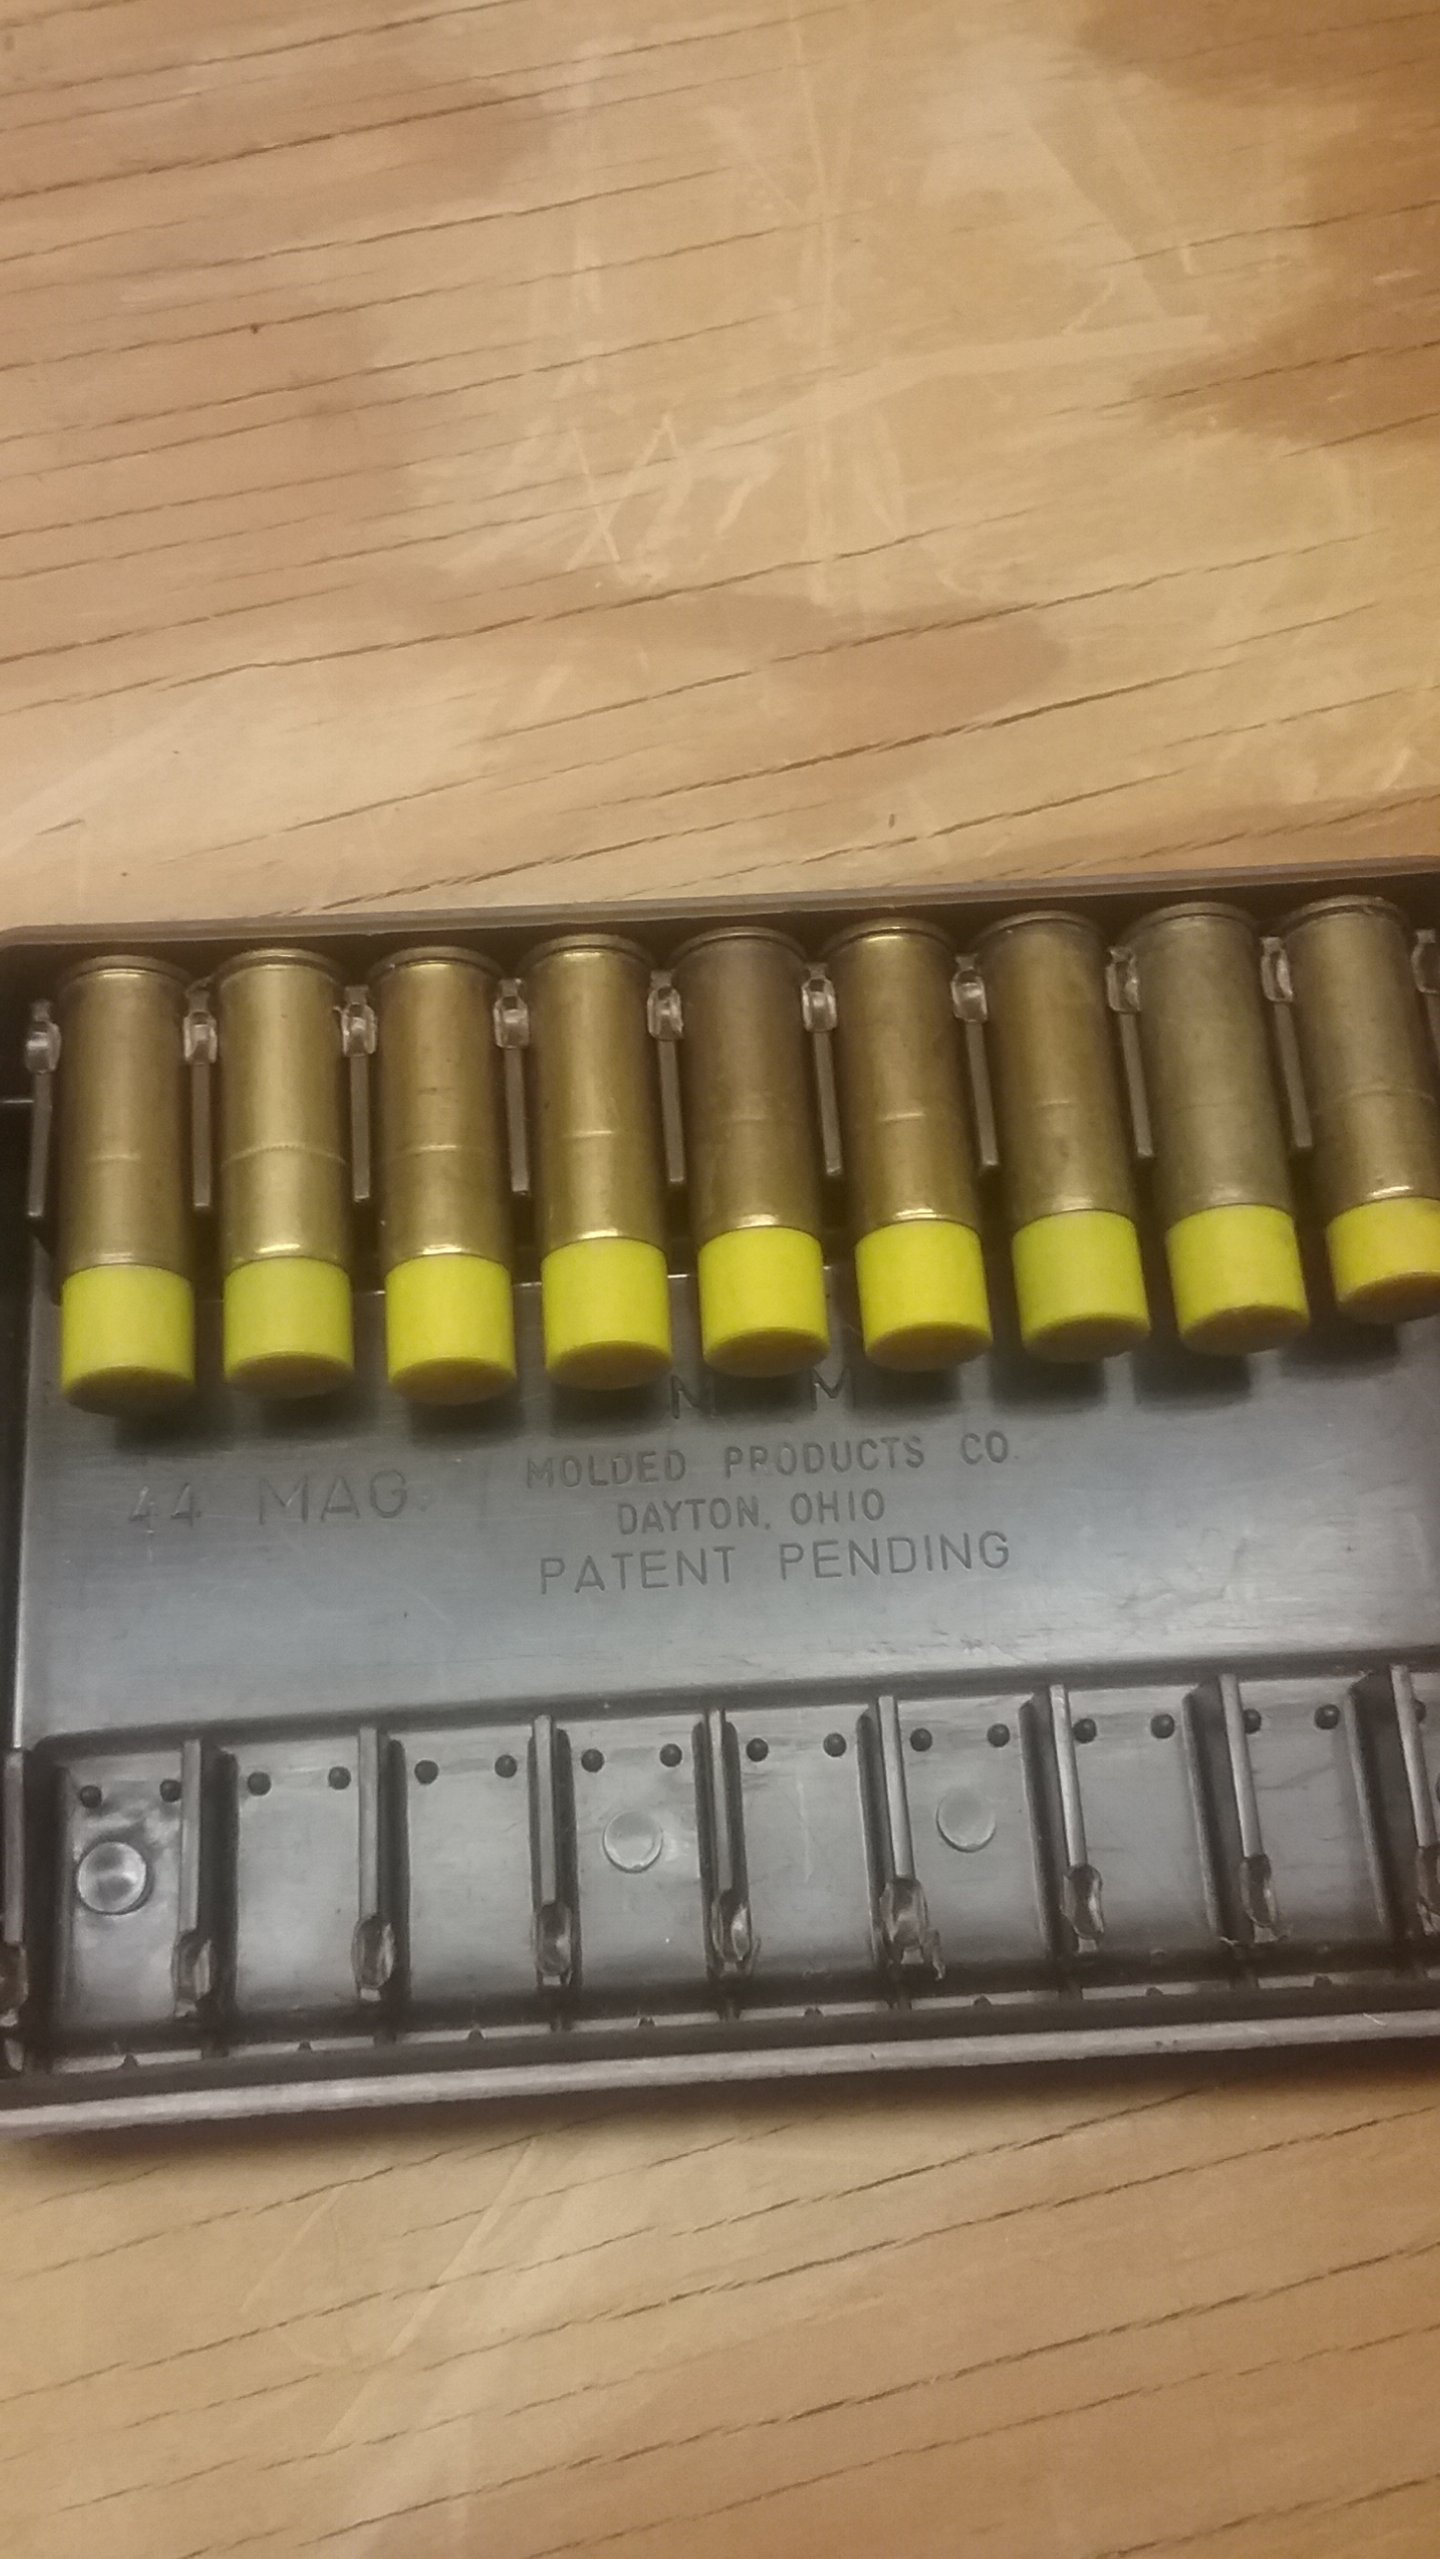 N M
MOLDED PRODUCTS CO.
44 MAG. DAYTON, OHIO
PATENT PENDING